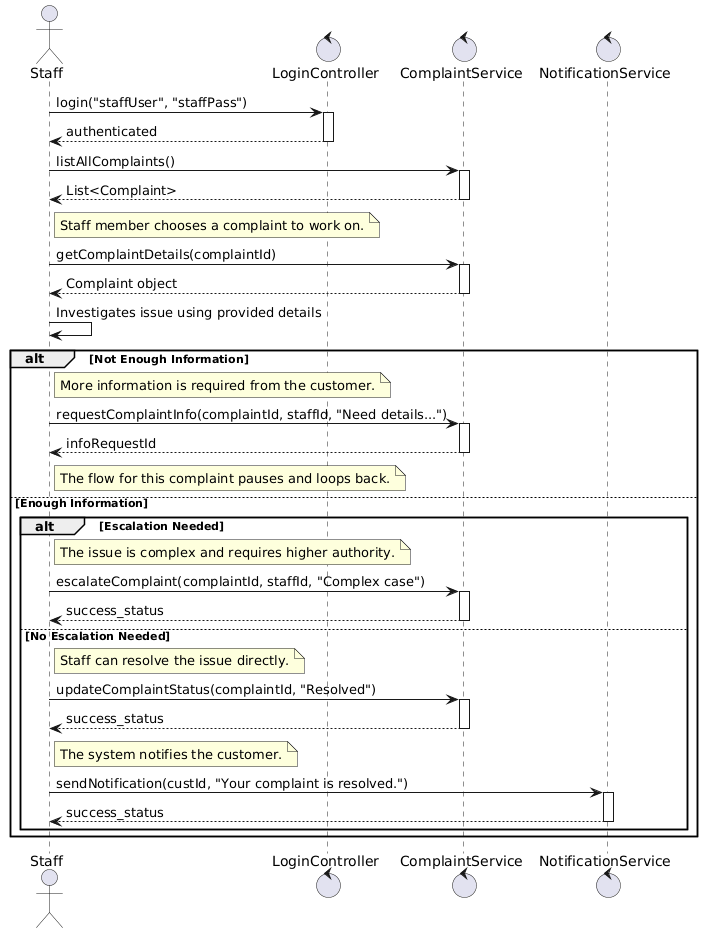 Staff
LoginController
ComplaintService
NotificationService
login("staffUser", "staffPass")
authenticated
listAllComplaints()
List<Complaint>
Staff member chooses a complaint to work on.
getComplaintDetails(complaintId)
Complaint object
Investigates issue using provided details
alt [Not Enough Information]
More information is required from the customer.
requestComplaintInfo(complaintId, staffId, "Need details...")
infoRequestId
The flow for this complaint pauses and loops back.
[Enough Information]
alt [Escalation Needed]
The issue is complex and requires higher authority.
escalateComplaint(complaintId, staffId, "Complex case")
success_status
[No Escalation Needed]
Staff can resolve the issue directly.
updateComplaintStatus(complaintId, "Resolved")
success_status
The system notifies the customer.
sendNotification(custId, "Your complaint is resolved.")
success_status
Staff
LoginController
ComplaintService
NotificationService